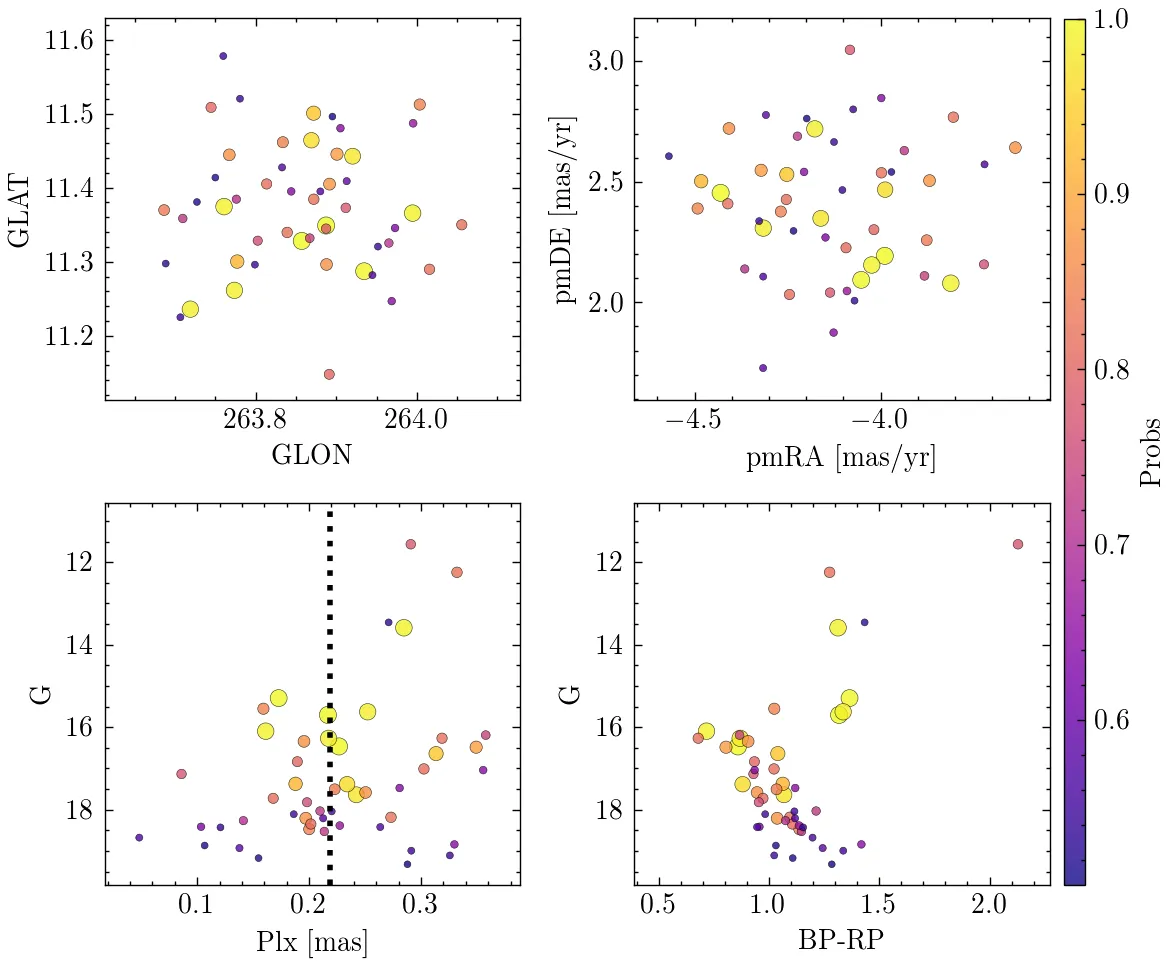 11.6
11.5
11.4
11.3
11.2
GLAT
263.8 264.0
GLON
3.0
2.5
2.0
pmDE [mas/yr]
−4.5 −4.0
pmRA [mas/yr]
12
14
16
18
G
0.1 0.2 0.3
Plx [mas]
12
14
16
18
G
0.5 1.0 1.5 2.0
BP-RP
1.0
0.9
0.8
0.7
0.6
Probs